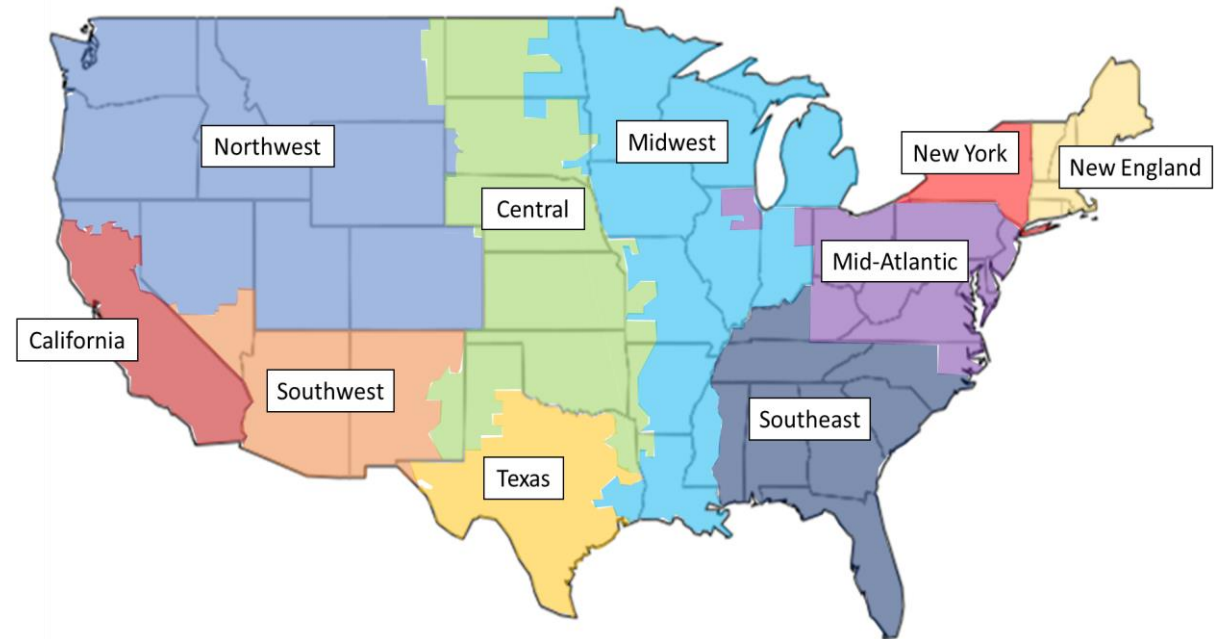 Northwest
Midwest
New York
New England
Central
Mid-Atlantic
California
Southwest
Southeast
Texas